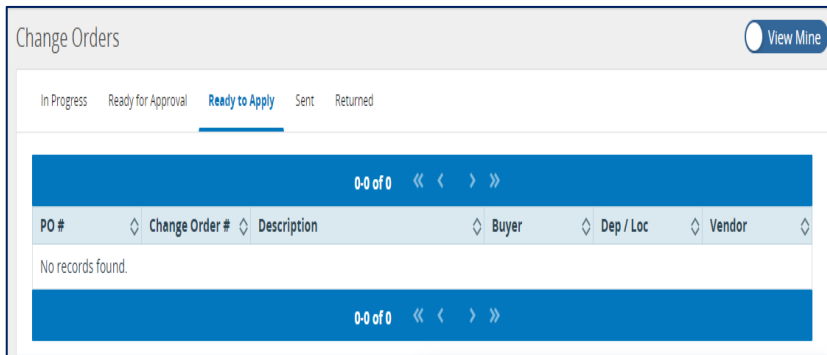 Change Orders
View Mine
In Progress Ready for Approval Ready to Apply Sent Returned
0-0 of 0
PO # Change Order # Description Buyer Dep / Loc Vendor
No records found.
0-0 of 0